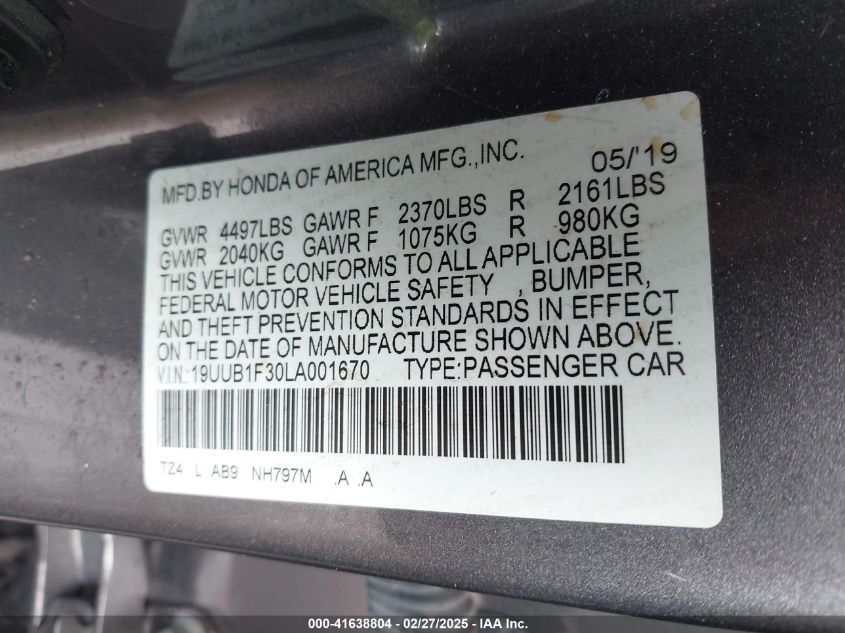 MFD.BY HONDA OF AMERICA MFG.,INC. 05/'19
GVWR 4497LBS GAWR F 2370LBS R 2161LBS
GVWR 2040KG GAWR F 1075KG R 980KG
THIS VEHICLE CONFORMS TO ALL APPLICABLE
FEDERAL MOTOR VEHICLE SAFETY , BUMPER,
AND THEFT PREVENTION STANDARDS IN EFFECT
ON THE DATE OF MANUFACTURE SHOWN ABOVE.
V.I.N.:19UUB1F30LA001670 TYPE:PASSENGER CAR
TZ4 L AB9 NH797M .A .A
000-41638804 | 02/27/2025 - IAAI.com